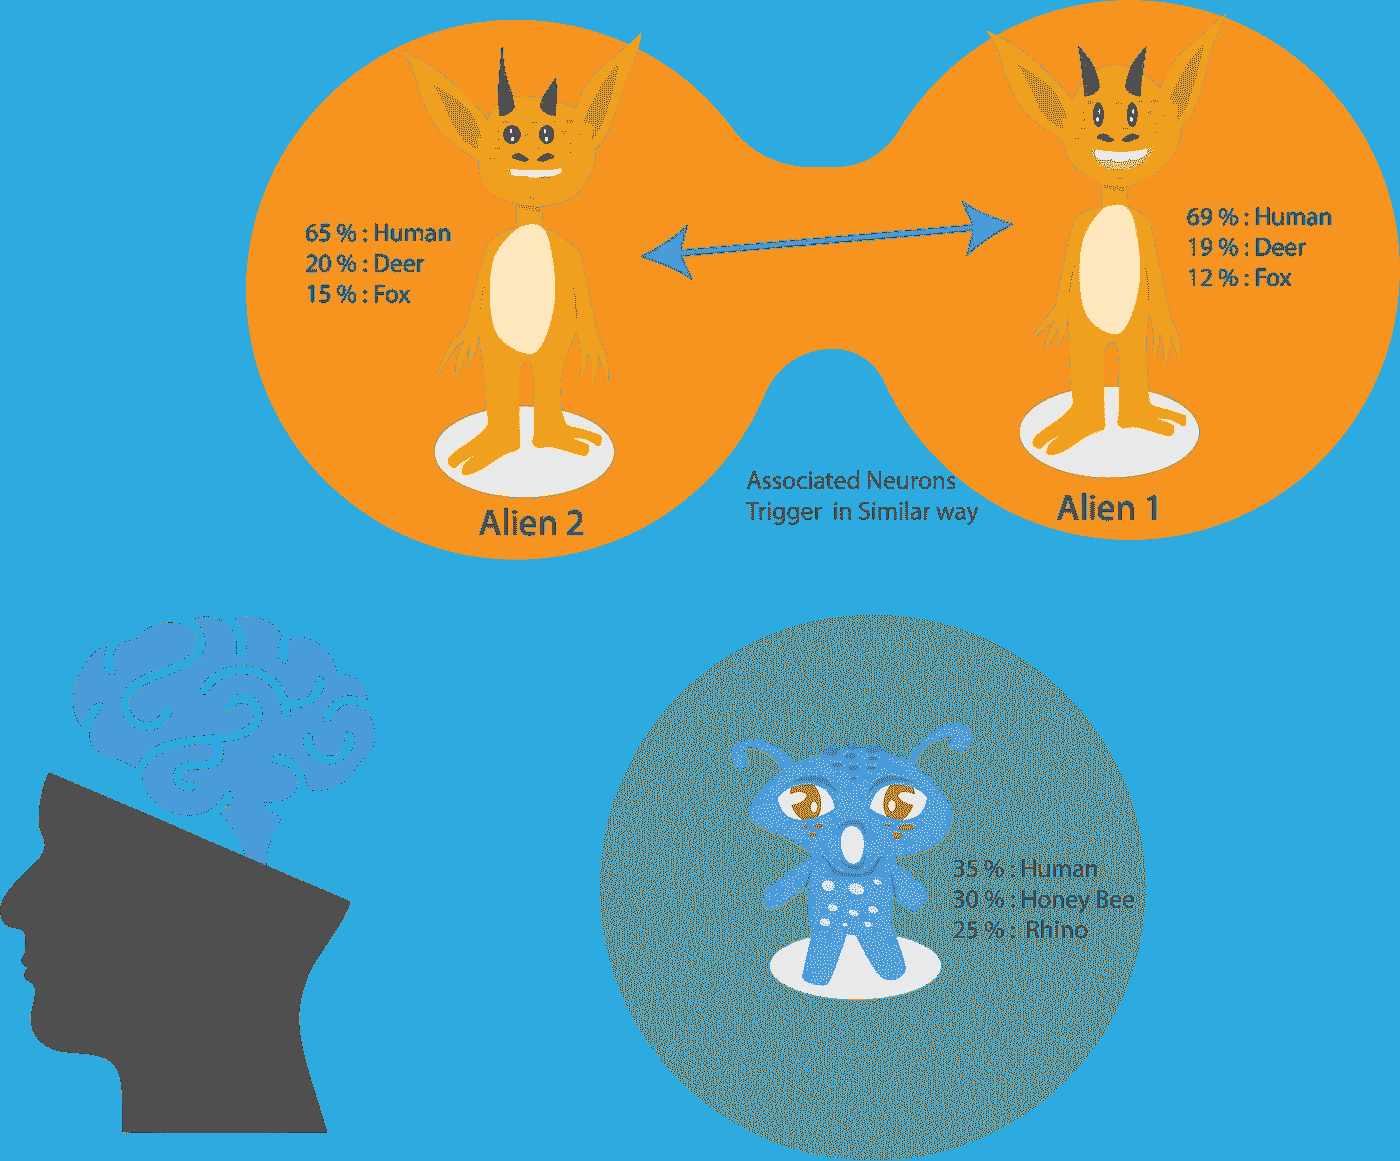 65 % : Human
20 % : Deer
15 % : Fox
Alien 2
69 % : Human
19 % : Deer
12 % : Fox
Alien 1
Associated Neurons
Trigger in Similar way
35 % : Human
30 % : Honey Bee
25 % : Rhino